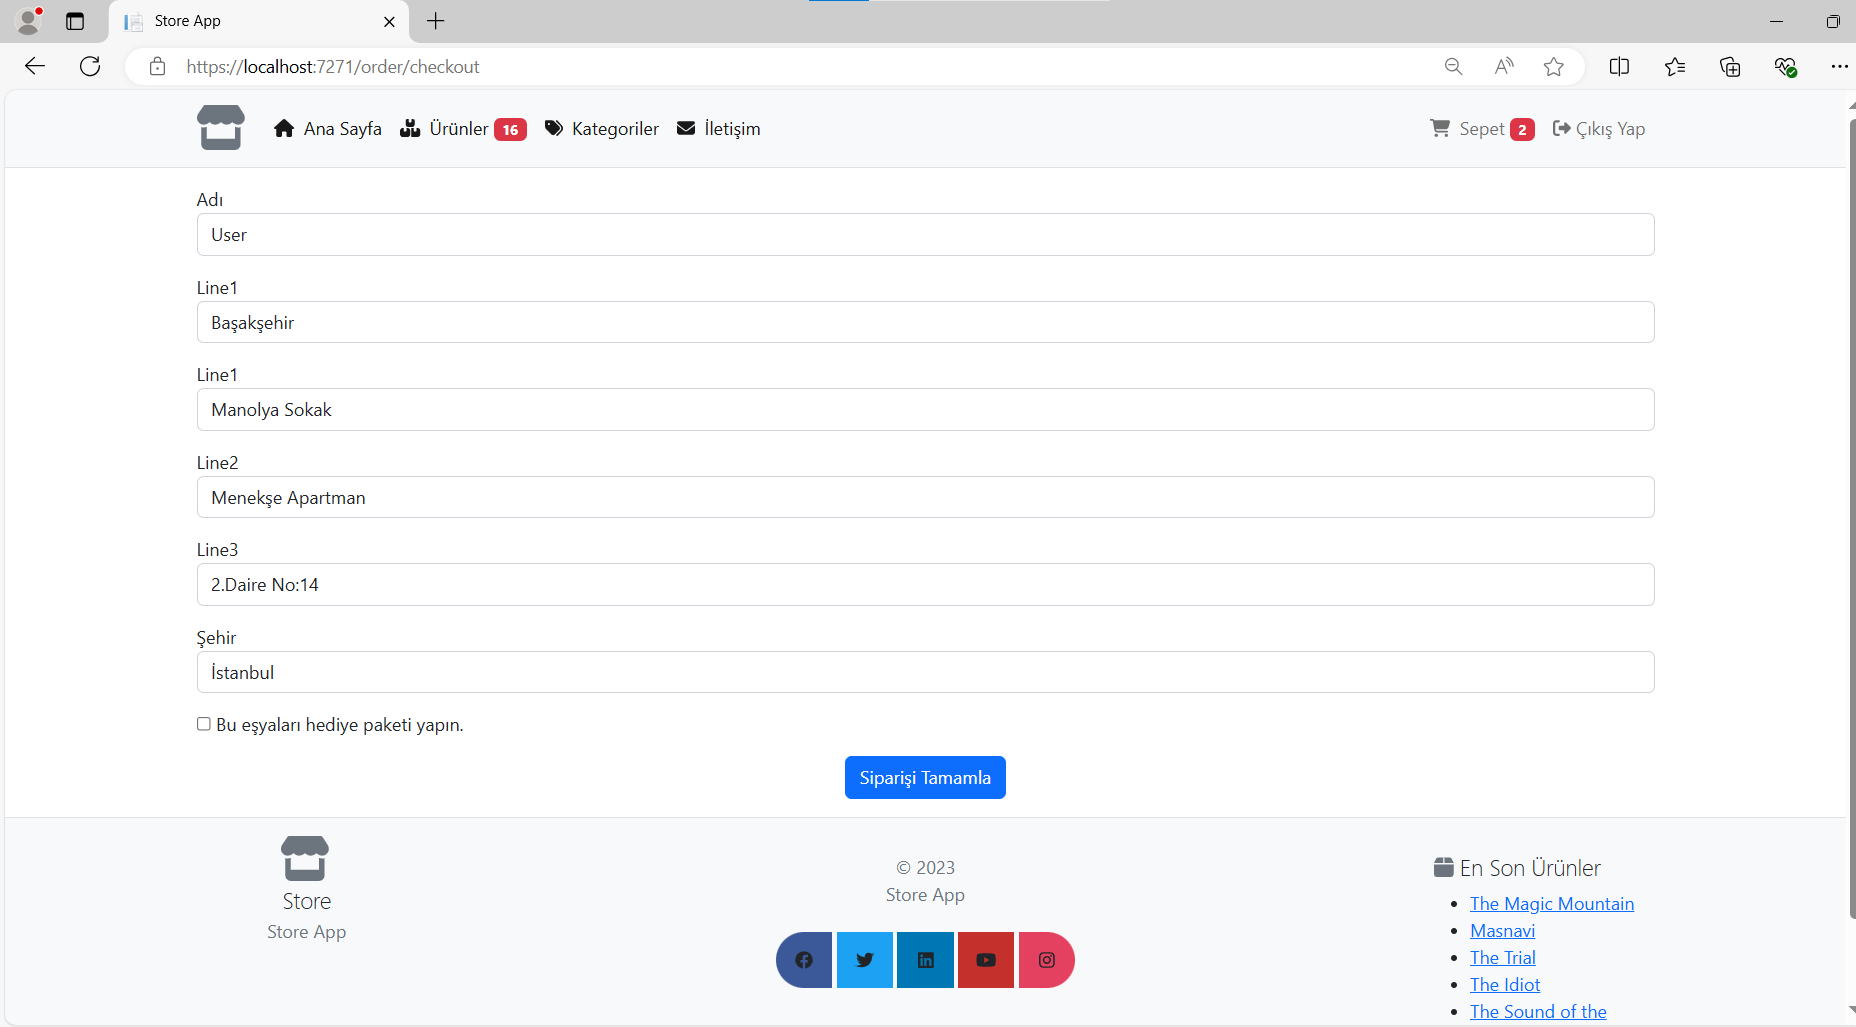 Store App
https://localhost:7271/order/checkout
Ana Sayfa Ürünler 16 Kategoriler İletişim Sepet 2 Çıkış Yap
Adı
User
Line1
Başakşehir
Line1
Manolya Sokak
Line2
Menekşe Apartman
Line3
2.Daire No:14
Şehir
İstanbul
Bu eşyaları hediye paketi yapın.
Siparişi Tamamla
Store
Store App
© 2023
Store App
En Son Ürünler
The Magic Mountain
Masnavi
The Trial
The Idiot
The Sound of the